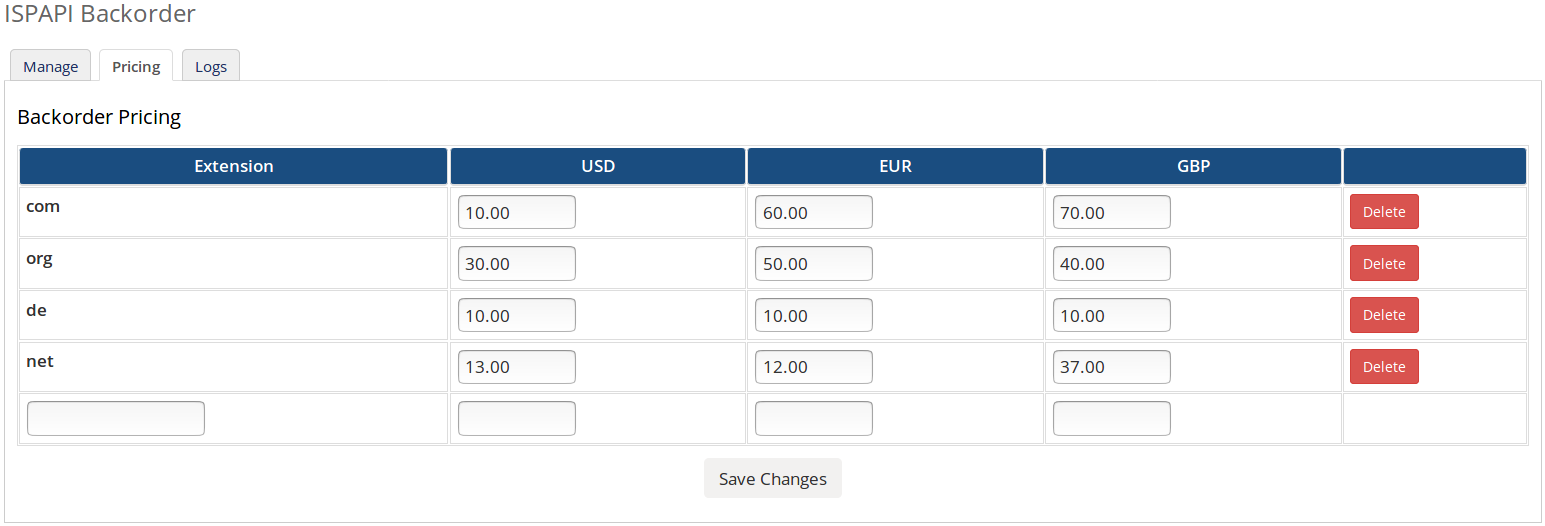 ISPAPI Backorder
Manage Pricing Logs
Backorder Pricing
Extension USD EUR GBP
com 10.00 60.00 70.00 Delete
org 30.00 50.00 40.00 Delete
de 10.00 10.00 10.00 Delete
net 13.00 12.00 37.00 Delete
Save Changes